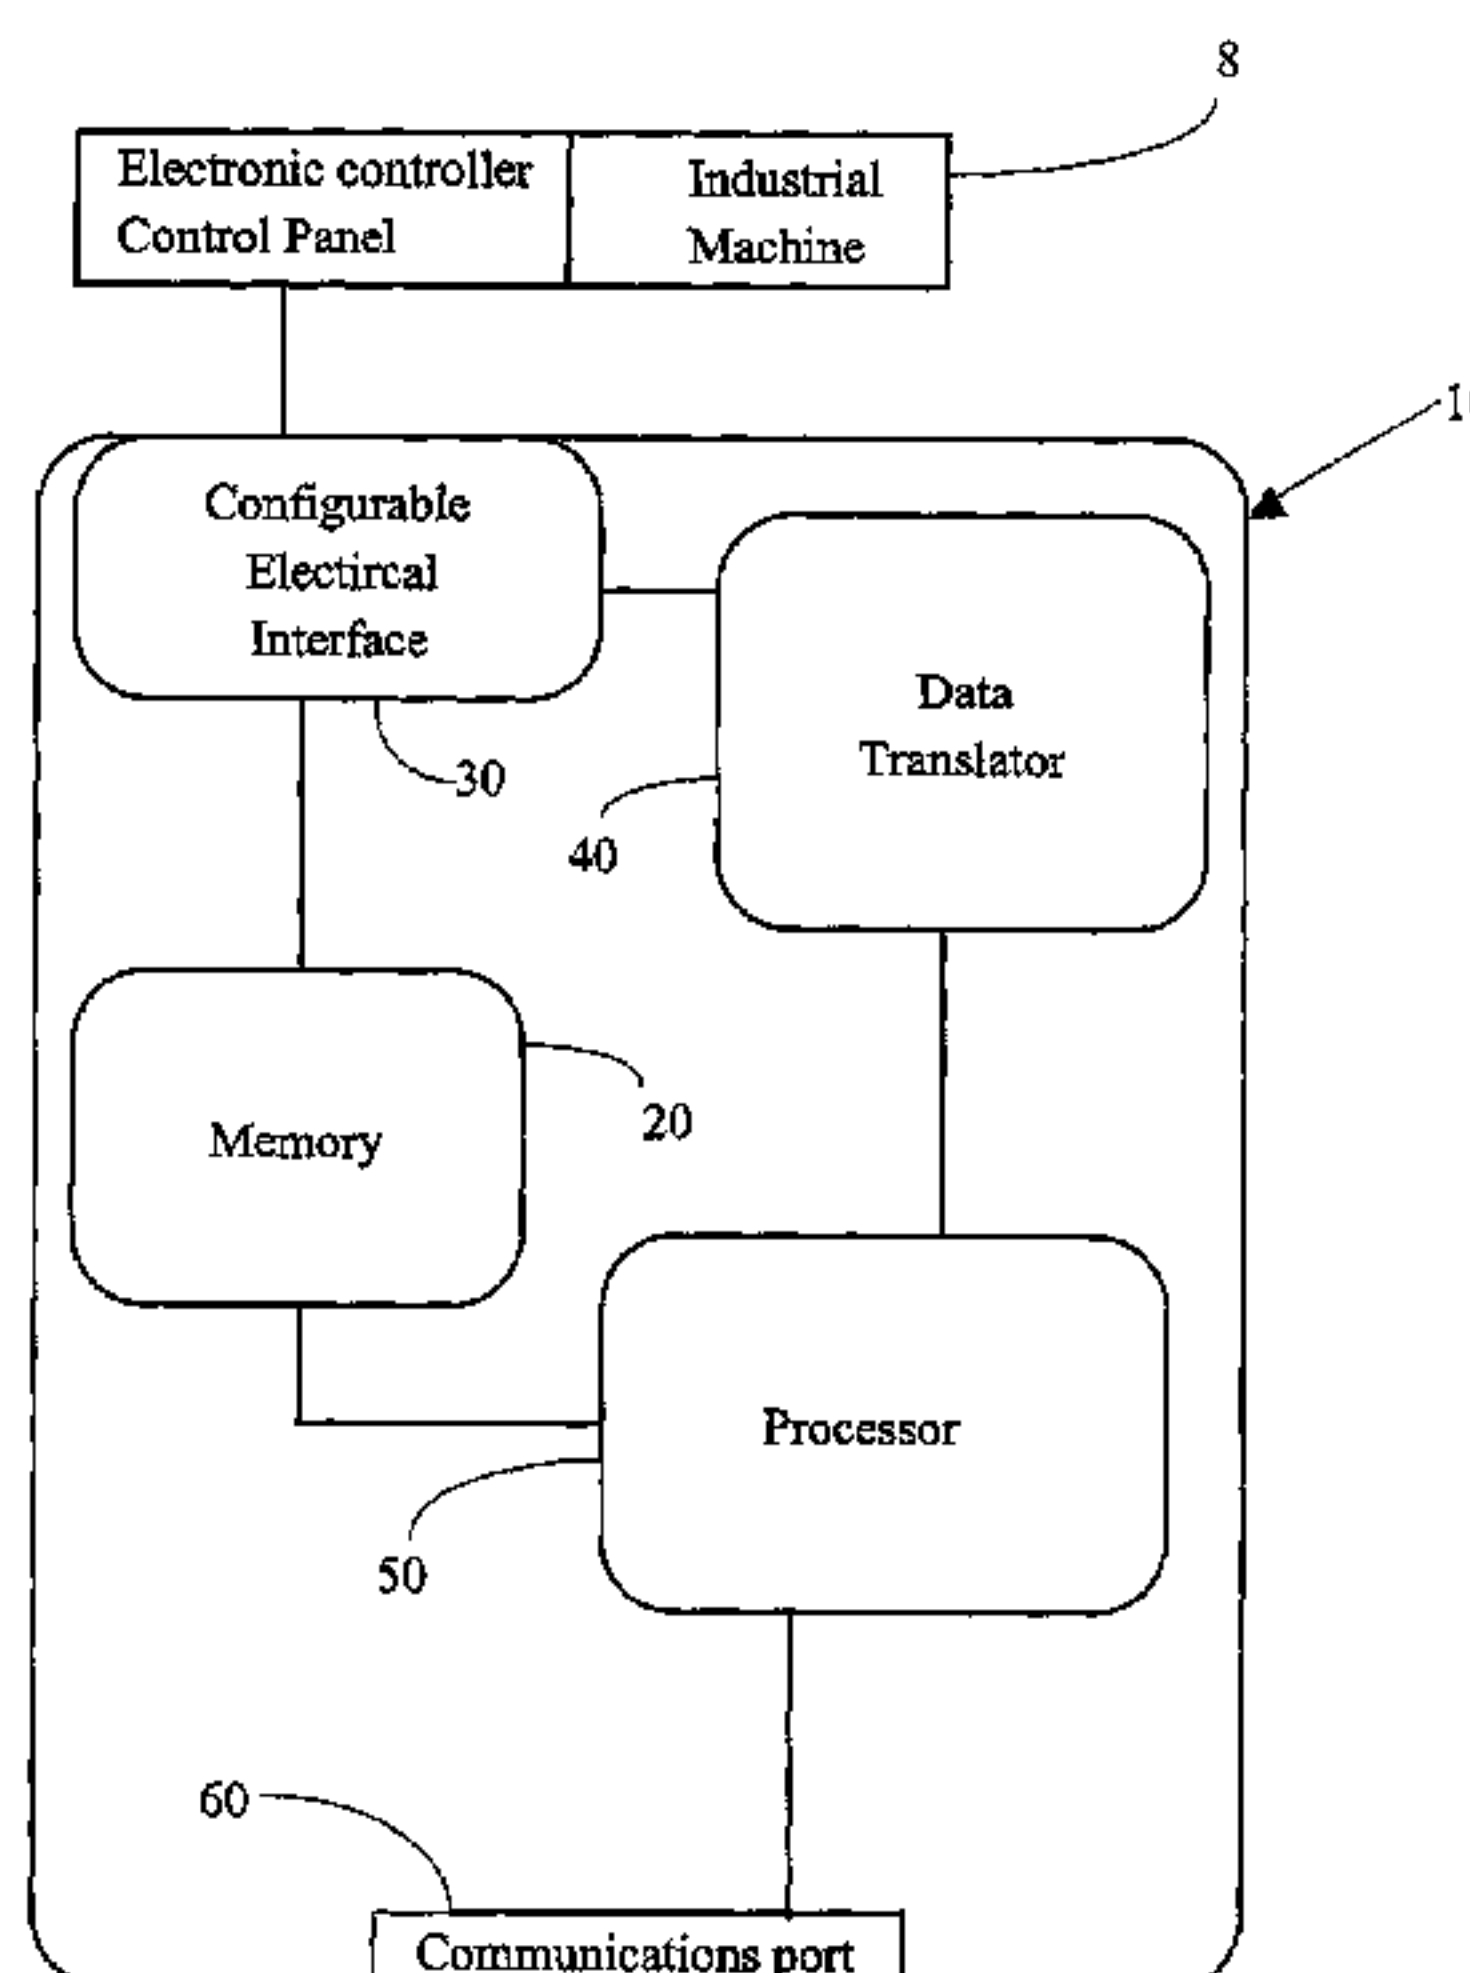 8
Electronic controller
Control Panel
Industrial
Machine
Configurable
Electircal
Interface
Data
Translator
30
40
Memory
20
Processor
50
60
Communications port